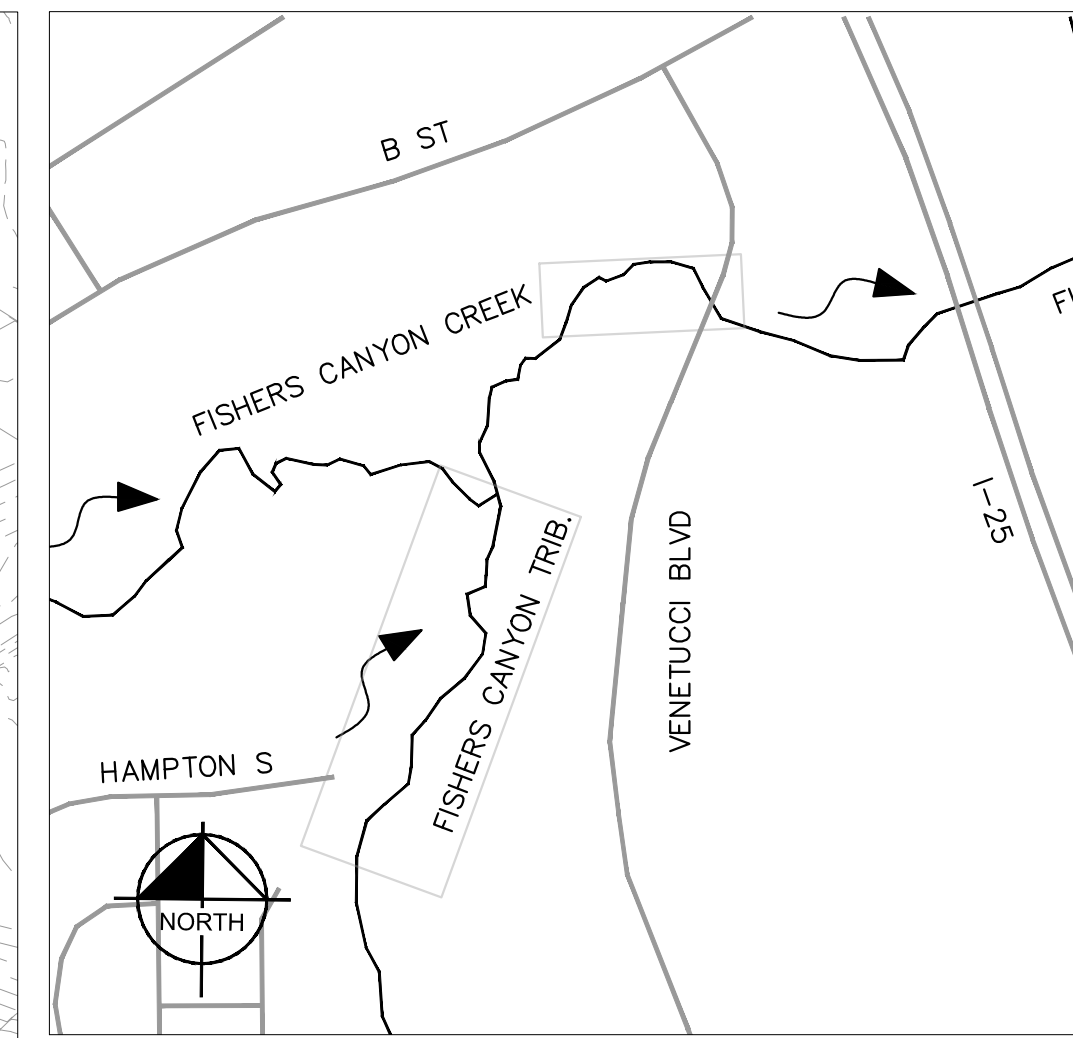 B ST
FISHERS CANYON CREEK
I-25
FISHERS CANYON TRIB.
VENETUCCI BLVD
HAMPTON S
NORTH